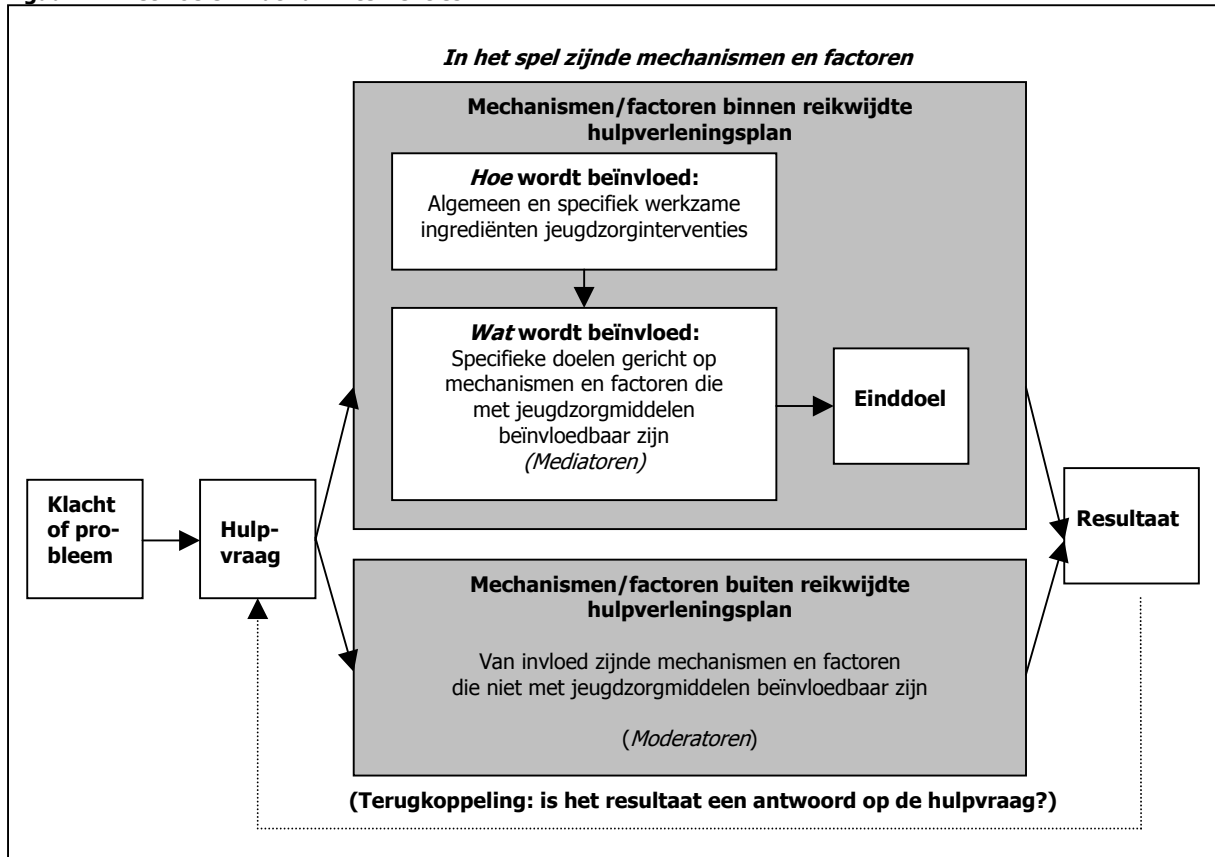 In het spel zijnde mechanismen en factoren
Mechanismen/factoren binnen reikwijdte
hulpverleningsplan
Hoe wordt beïnvloed:
Algemeen en specifiek werkzame
ingrediënten jeugdzorginterventies
Wat wordt beïnvloed:
Specifieke doelen gericht op
mechanismen en factoren die
met jeugdzorgmiddelen
beïnvloedbaar zijn
(Mediatoren)
Einddoel
Klacht
of pro-
bleem
Hulp-
vraag
Resultaat
Mechanismen/factoren buiten reikwijdte
hulpverleningsplan
Van invloed zijnde mechanismen en factoren
die niet met jeugdzorgmiddelen beïnvloedbaar zijn
(Moderatoren)
(Terugkoppeling: is het resultaat een antwoord op de hulpvraag?)